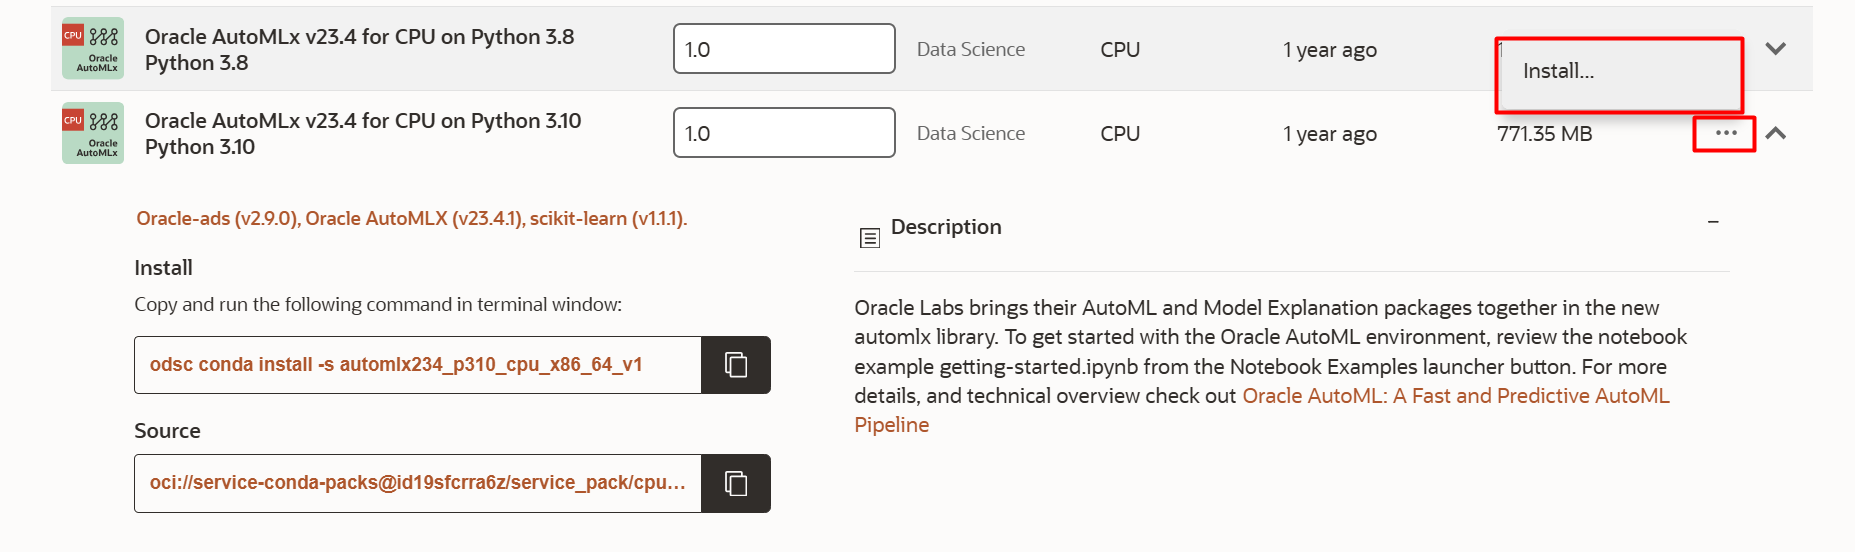 CPU
Oracle
AutoMLx
Oracle AutoMLx v23.4 for CPU on Python 3.8
Python 3.8
1.0
Data Science
CPU
1 year ago
1
Install...
CPU
Oracle
AutoMLx
Oracle AutoMLx v23.4 for CPU on Python 3.10
Python 3.10
1.0
Data Science
CPU
1 year ago
771.35 MB
Oracle-ads (v2.9.0), Oracle AutoMLX (v23.4.1), scikit-learn (v1.1.1).
Install
Copy and run the following command in terminal window:
odsc conda install -s automlx234_p310_cpu_x86_64_v1
Source
oci://service-conda-packs@id19sfcrra6z/service_pack/cpu...
Description
Oracle Labs brings their AutoML and Model Explanation packages together in the new
automlx library. To get started with the Oracle AutoML environment, review the notebook
example getting-started.ipynb from the Notebook Examples launcher button. For more
details, and technical overview check out Oracle AutoML: A Fast and Predictive AutoML
Pipeline